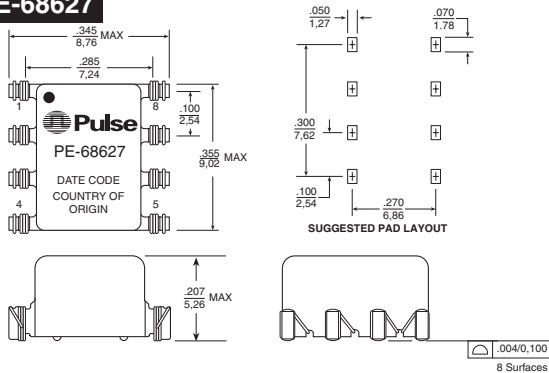 E-68627
.345
8,76
MAX
.285
7,24
1
8
.100
2,54
Pulse
PE-68627
DATE CODE
COUNTRY OF
ORIGIN
4
5
.355
9,02
MAX
.050
1,27
.070
1.78
.300
7,62
.100
2,54
.270
6,86
SUGGESTED PAD LAYOUT
.207
5,26
MAX
.004/0,100
8 Surfaces